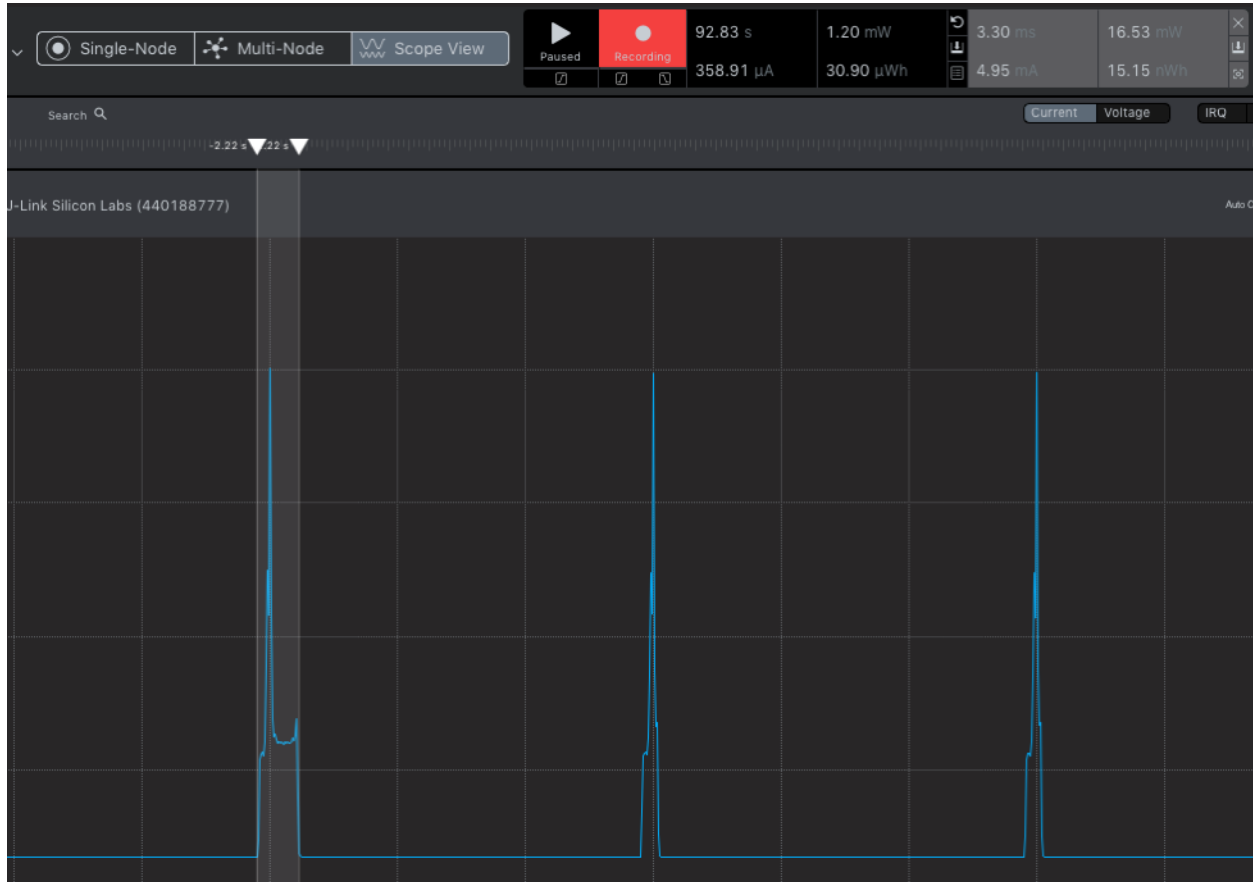 Single-Node
Multi-Node
Scope View
Paused
Recording
92.83 s
358.91 µA
1.20 mW
30.90 µWh
3.30 ms
4.95 mA
16.53 mW
15.15 nWh
Search
Current
Voltage
IRQ
-2.22 s
.22 s
J-Link Silicon Labs (440188777)
Auto